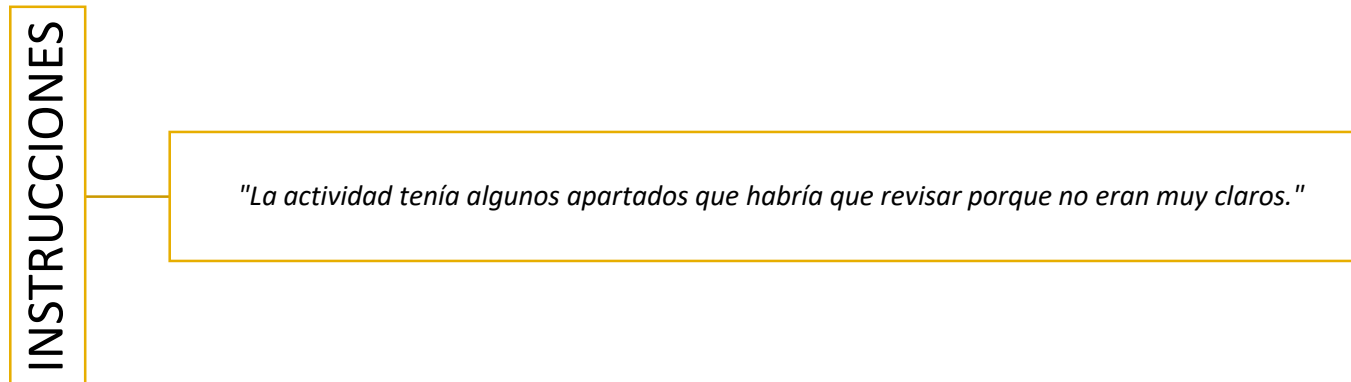 INSTRUCCIONES
"La actividad tenía algunos apartados que habría que revisar porque no eran muy claros."